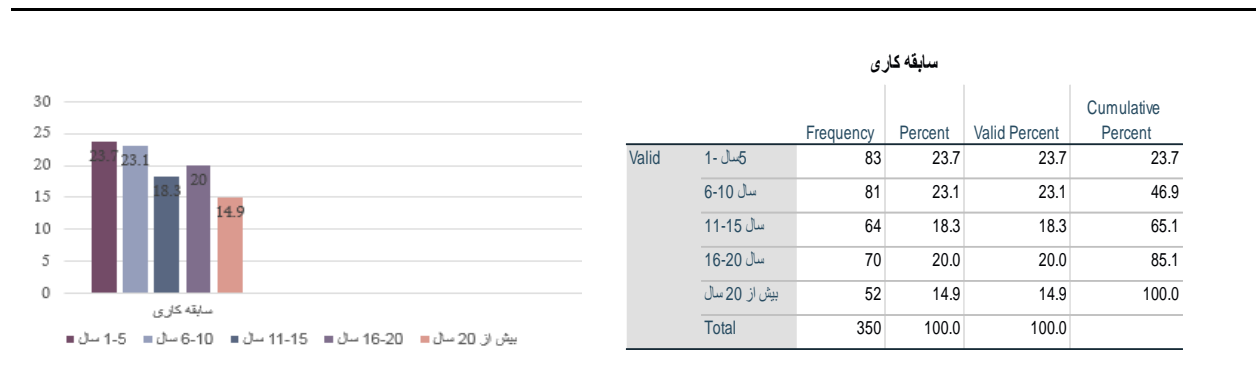 سابقه کاری
30
25
20
15
10
5
0
23.7 23.1 18.3 20 14.9
سابقه کاری
1-5 سال 6-10 سال 11-15 سال 16-20 سال بیش از 20 سال
Frequency Percent Valid Percent Cumulative Percent
Valid 1- سال5 83 23.7 23.7 23.7
6-10 سال 81 23.1 23.1 46.9
11-15 سال 64 18.3 18.3 65.1
16-20 سال 70 20.0 20.0 85.1
بیش از 20 سال 52 14.9 14.9 100.0
Total 350 100.0 100.0